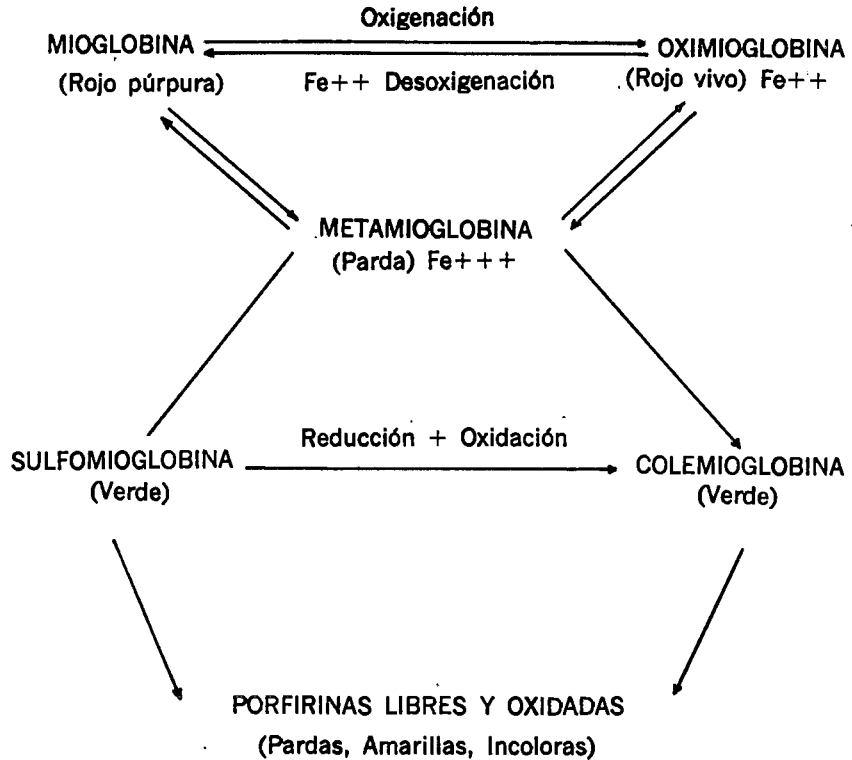 Oxigenación
MIOGLOBINA
OXIMIOGLOBINA
(Rojo púrpura)
Fe++ Desoxigenación
(Rojo vivo) Fe++
METAMIOGLOBINA
(Parda) Fe+++
Reducción + Oxidación
SULFOMIOGLOBINA
COLEMIOGLOBINA
(Verde)
(Verde)
PORFIRINAS LIBRES Y OXIDADAS
(Pardas, Amarillas, Incoloras)